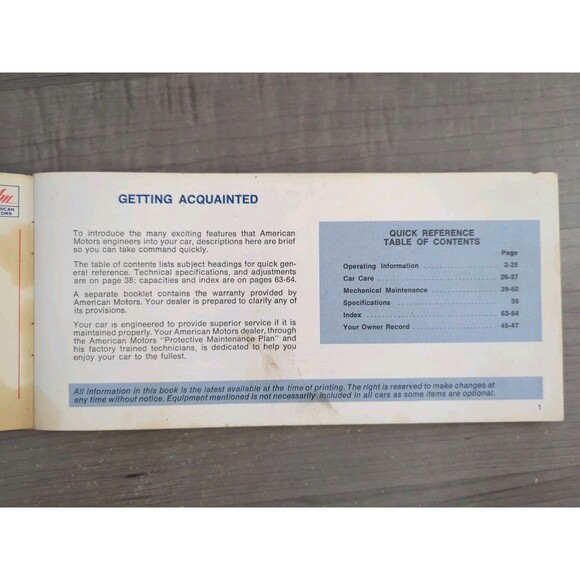 Am
RICAN
TORS
GETTING ACQUAINTED
To introduce the many exciting features that American
Motors engineers into your car, descriptions here are brief
so you can take command quickly.
The table of contents lists subject headings for quick gen-
eral reference. Technical specifications, and adjustments
are on page 38; capacities and index are on pages 63-64.
A separate booklet contains the warranty provided by
American Motors. Your dealer is prepared to clarify any of
its provisions.
Your car is engineered to provide superior service if it is
maintained properly. Your American Motors dealer, through
the American Motors "Protective Maintenance Plan" and
his factory trained technicians, is dedicated to help you
enjoy your car to the fullest.
QUICK REFERENCE
TABLE OF CONTENTS
Page
Operating Information 2-25
Car Care 26-37
Mechanical Maintenance 39-60
Specifications 38
Index 63-64
Your Owner Record 45-47
All information in this book is the latest available at the time of printing. The right is reserved to make changes at
any time without notice. Equipment mentioned is not necessarily included in all cars as some items are optional.
1